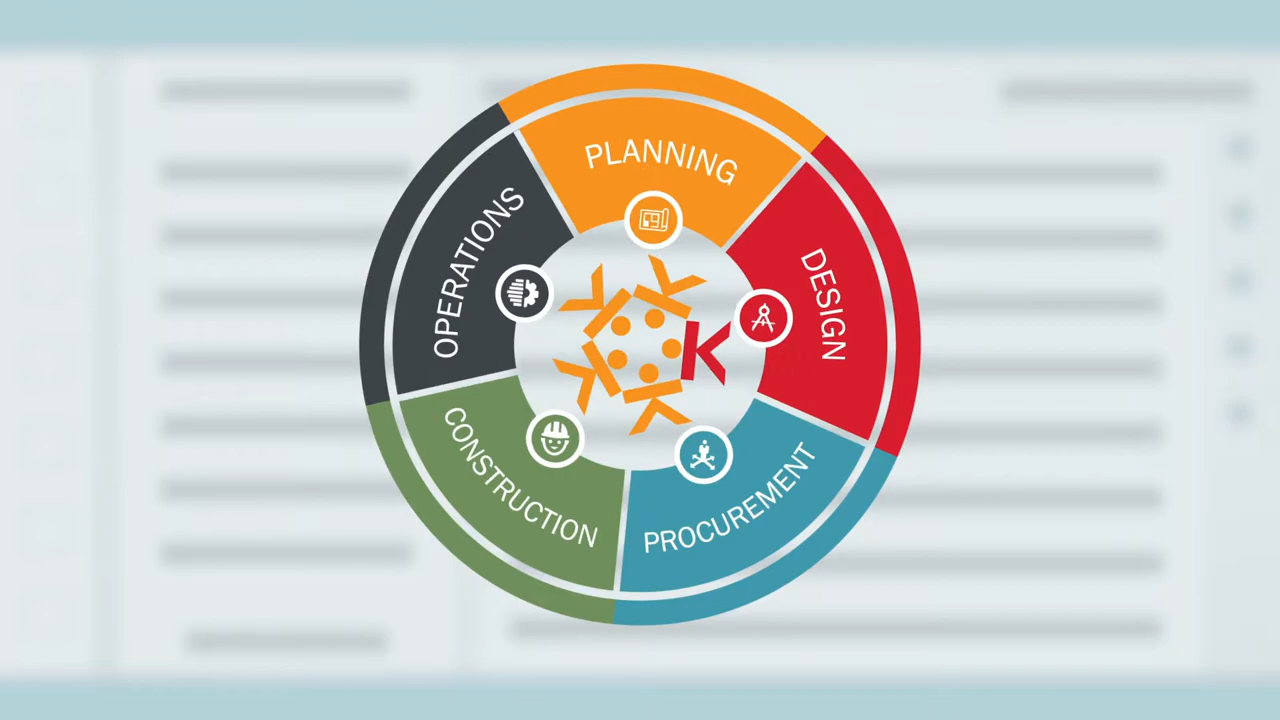 PLANNING
DESIGN
PROCUREMENT
CONSTRUCTION
OPERATIONS